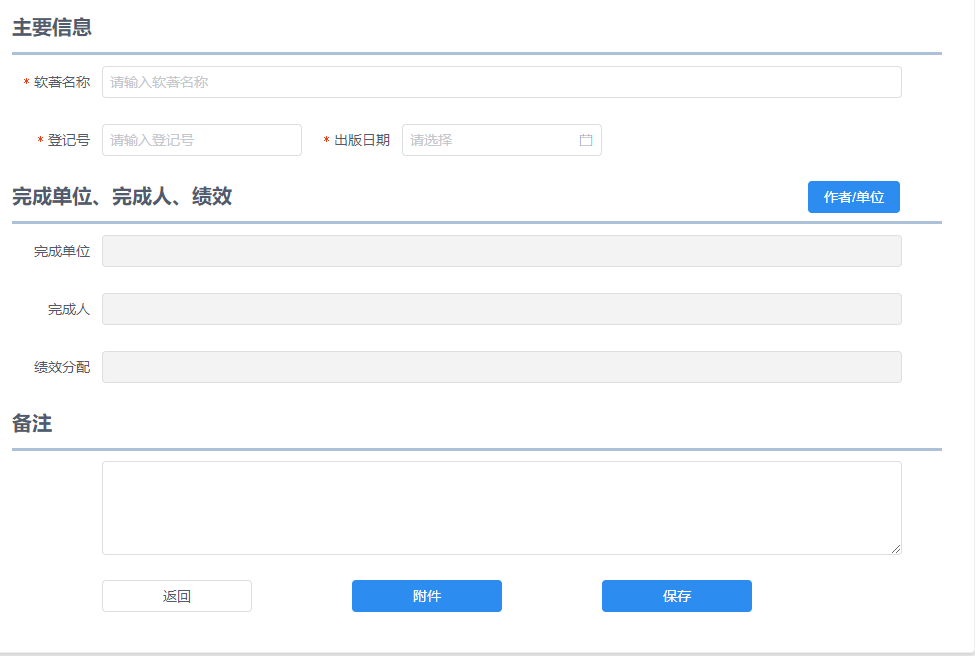 主要信息
* 软著名称 请输入软著名称
* 登记号 请输入登记号 * 出版日期 请选择
完成单位、完成人、绩效 作者/单位
完成单位
完成人
绩效分配
备注
返回 附件 保存